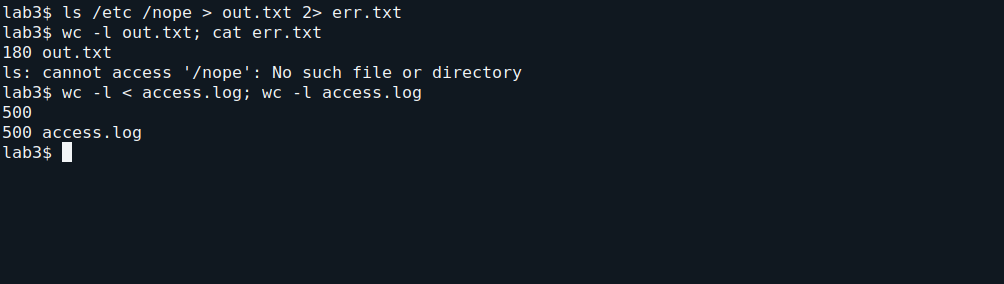 lab3$ ls /etc /nope > out.txt 2> err.txt
lab3$ wc -l out.txt; cat err.txt
180 out.txt
ls: cannot access '/nope': No such file or directory
lab3$ wc -l < access.log; wc -l access.log
500
500 access.log
lab3$